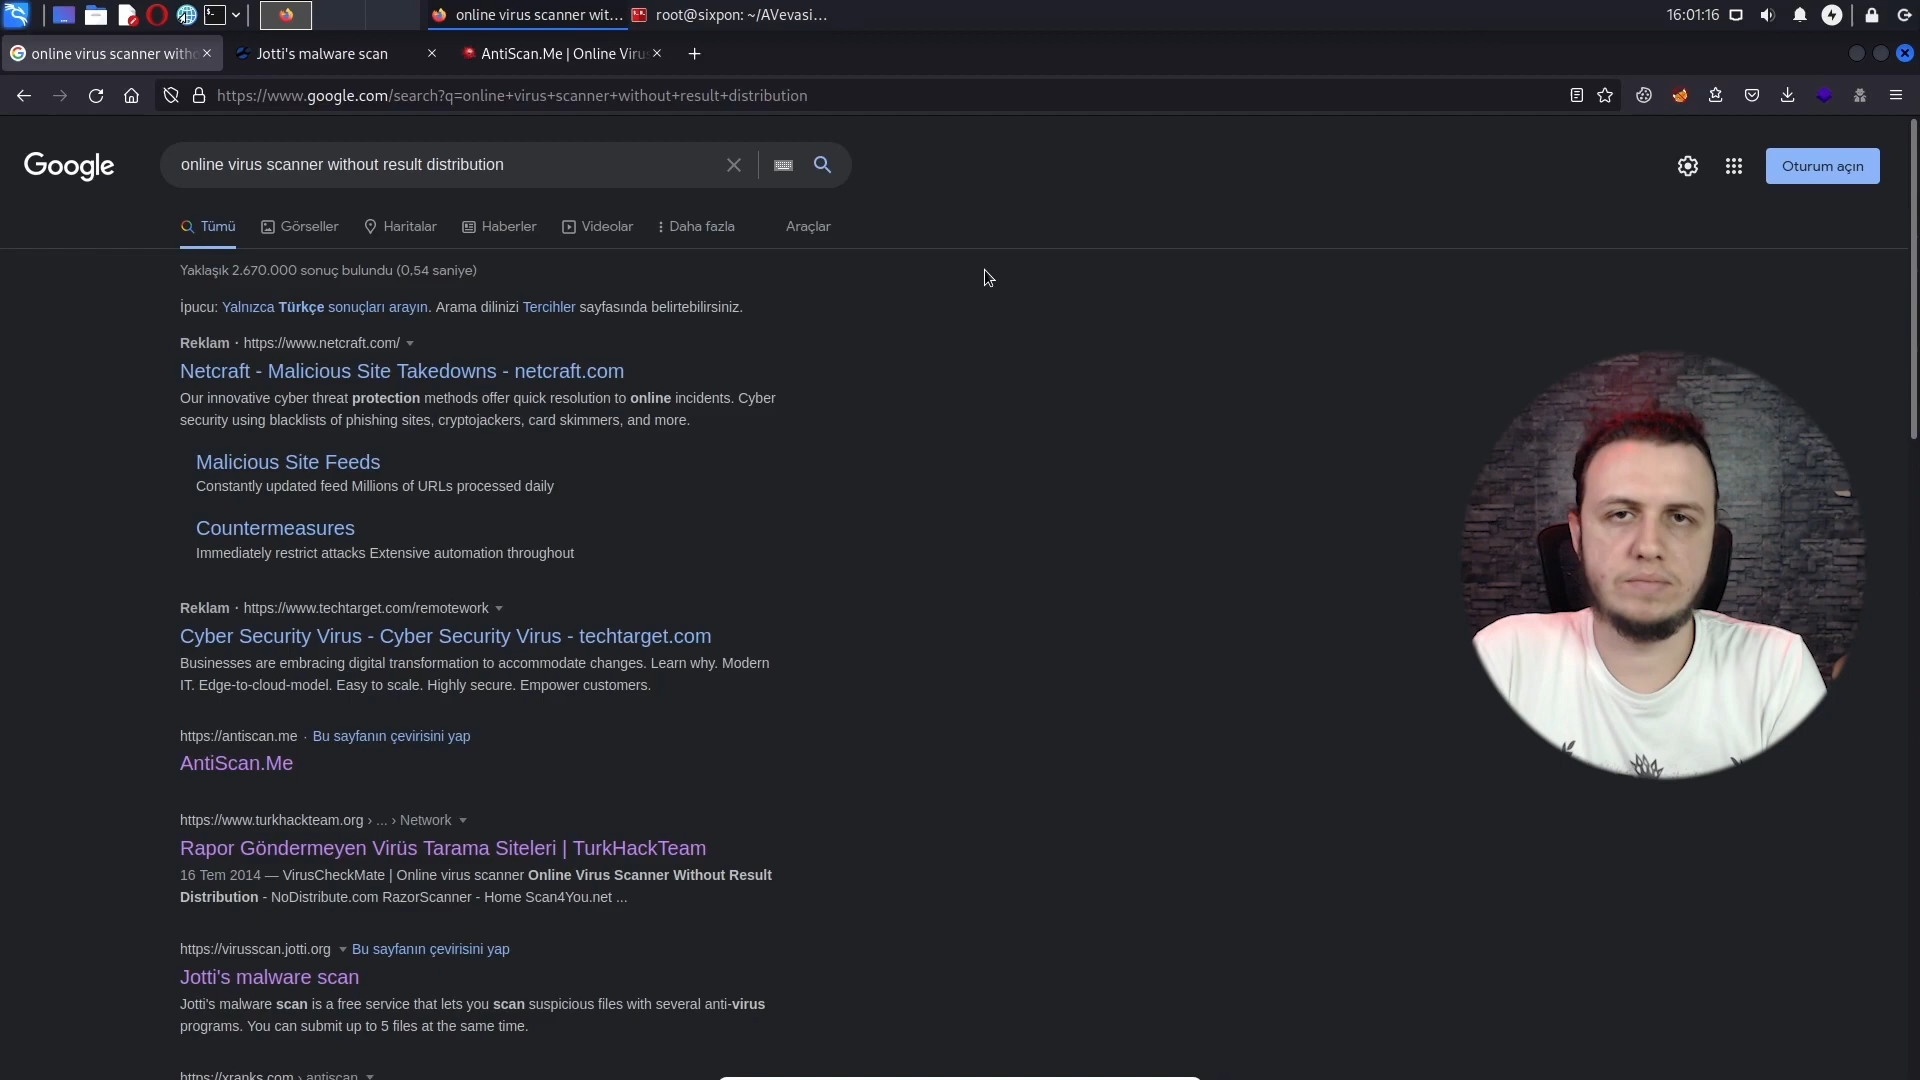 online virus scanner wit...
root@sixpon: ~/AVevasi...
16:01:16
online virus scanner witho
Jotti's malware scan
AntiScan.Me | Online Viru
https://www.google.com/search?q=online+virus+scanner+without+result+distribution
Google
online virus scanner without result distribution
Oturum açın
Tümü
Görseller
Haritalar
Haberler
Videolar
Daha fazla
Araçlar
Yaklaşık 2.670.000 sonuç bulundu (0,54 saniye)
İpucu: Yalnızca Türkçe sonuçları arayın. Arama dilinizi Tercihler sayfasında belirtebilirsiniz.
Reklam · https://www.netcraft.com/
Netcraft - Malicious Site Takedowns - netcraft.com
Our innovative cyber threat protection methods offer quick resolution to online incidents. Cyber
security using blacklists of phishing sites, cryptojackers, card skimmers, and more.
Malicious Site Feeds
Constantly updated feed Millions of URLs processed daily
Countermeasures
Immediately restrict attacks Extensive automation throughout
Reklam · https://www.techtarget.com/remotework
Cyber Security Virus - Cyber Security Virus - techtarget.com
Businesses are embracing digital transformation to accommodate changes. Learn why. Modern
IT. Edge-to-cloud-model. Easy to scale. Highly secure. Empower customers.
https://antiscan.me · Bu sayfanın çevirisini yap
AntiScan.Me
https://www.turkhackteam.org › ... › Network
Rapor Göndermeyen Virüs Tarama Siteleri | TurkHackTeam
16 Tem 2014 — VirusCheckMate | Online virus scanner Online Virus Scanner Without Result
Distribution - NoDistribute.com RazorScanner - Home Scan4You.net ...
https://virusscan.jotti.org Bu sayfanın çevirisini yap
Jotti's malware scan
Jotti's malware scan is a free service that lets you scan suspicious files with several anti-virus
programs. You can submit up to 5 files at the same time.
https://xranks.com › antiscan